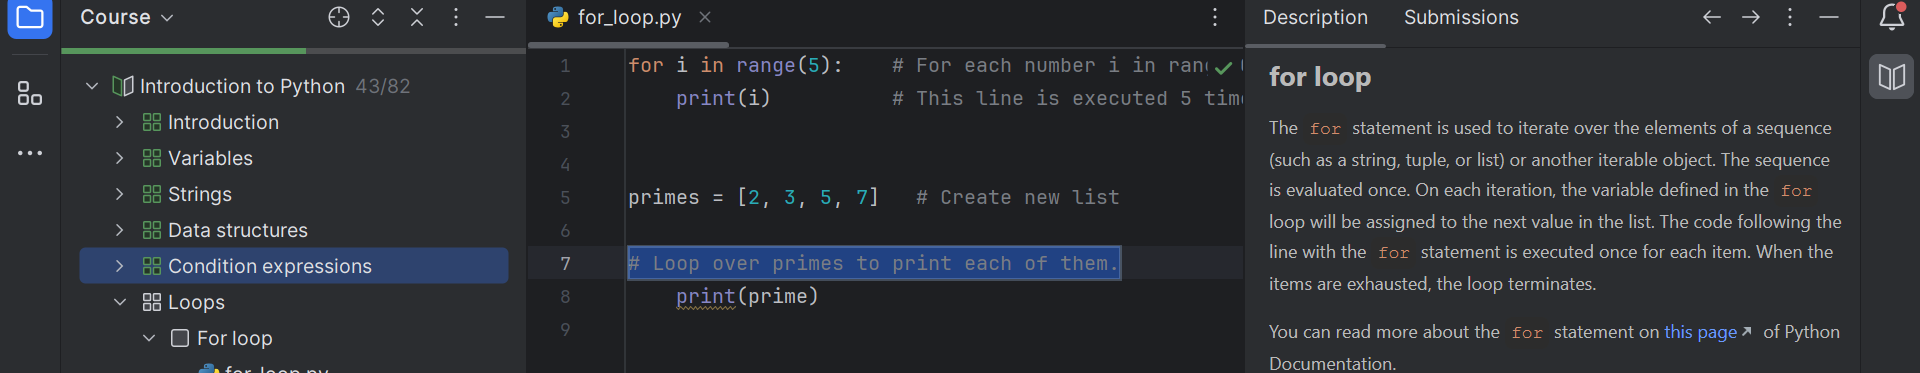 Course
Introduction to Python 43/82
Introduction
Variables
Strings
Data structures
Condition expressions
Loops
For loop
for_loop.py
for_loop.py
1 for i in range(5):    # For each number i in rang
2     print(i)          # This line is executed 5 time
3
4
5 primes = [2, 3, 5, 7]   # Create new list
6
7 # Loop over primes to print each of them.
8     print(prime)
9
Description Submissions
for loop
The for statement is used to iterate over the elements of a sequence
(such as a string, tuple, or list) or another iterable object. The sequence
is evaluated once. On each iteration, the variable defined in the for
loop will be assigned to the next value in the list. The code following the
line with the for statement is executed once for each item. When the
items are exhausted, the loop terminates.
You can read more about the for statement on this page↗ of Python
Documentation.